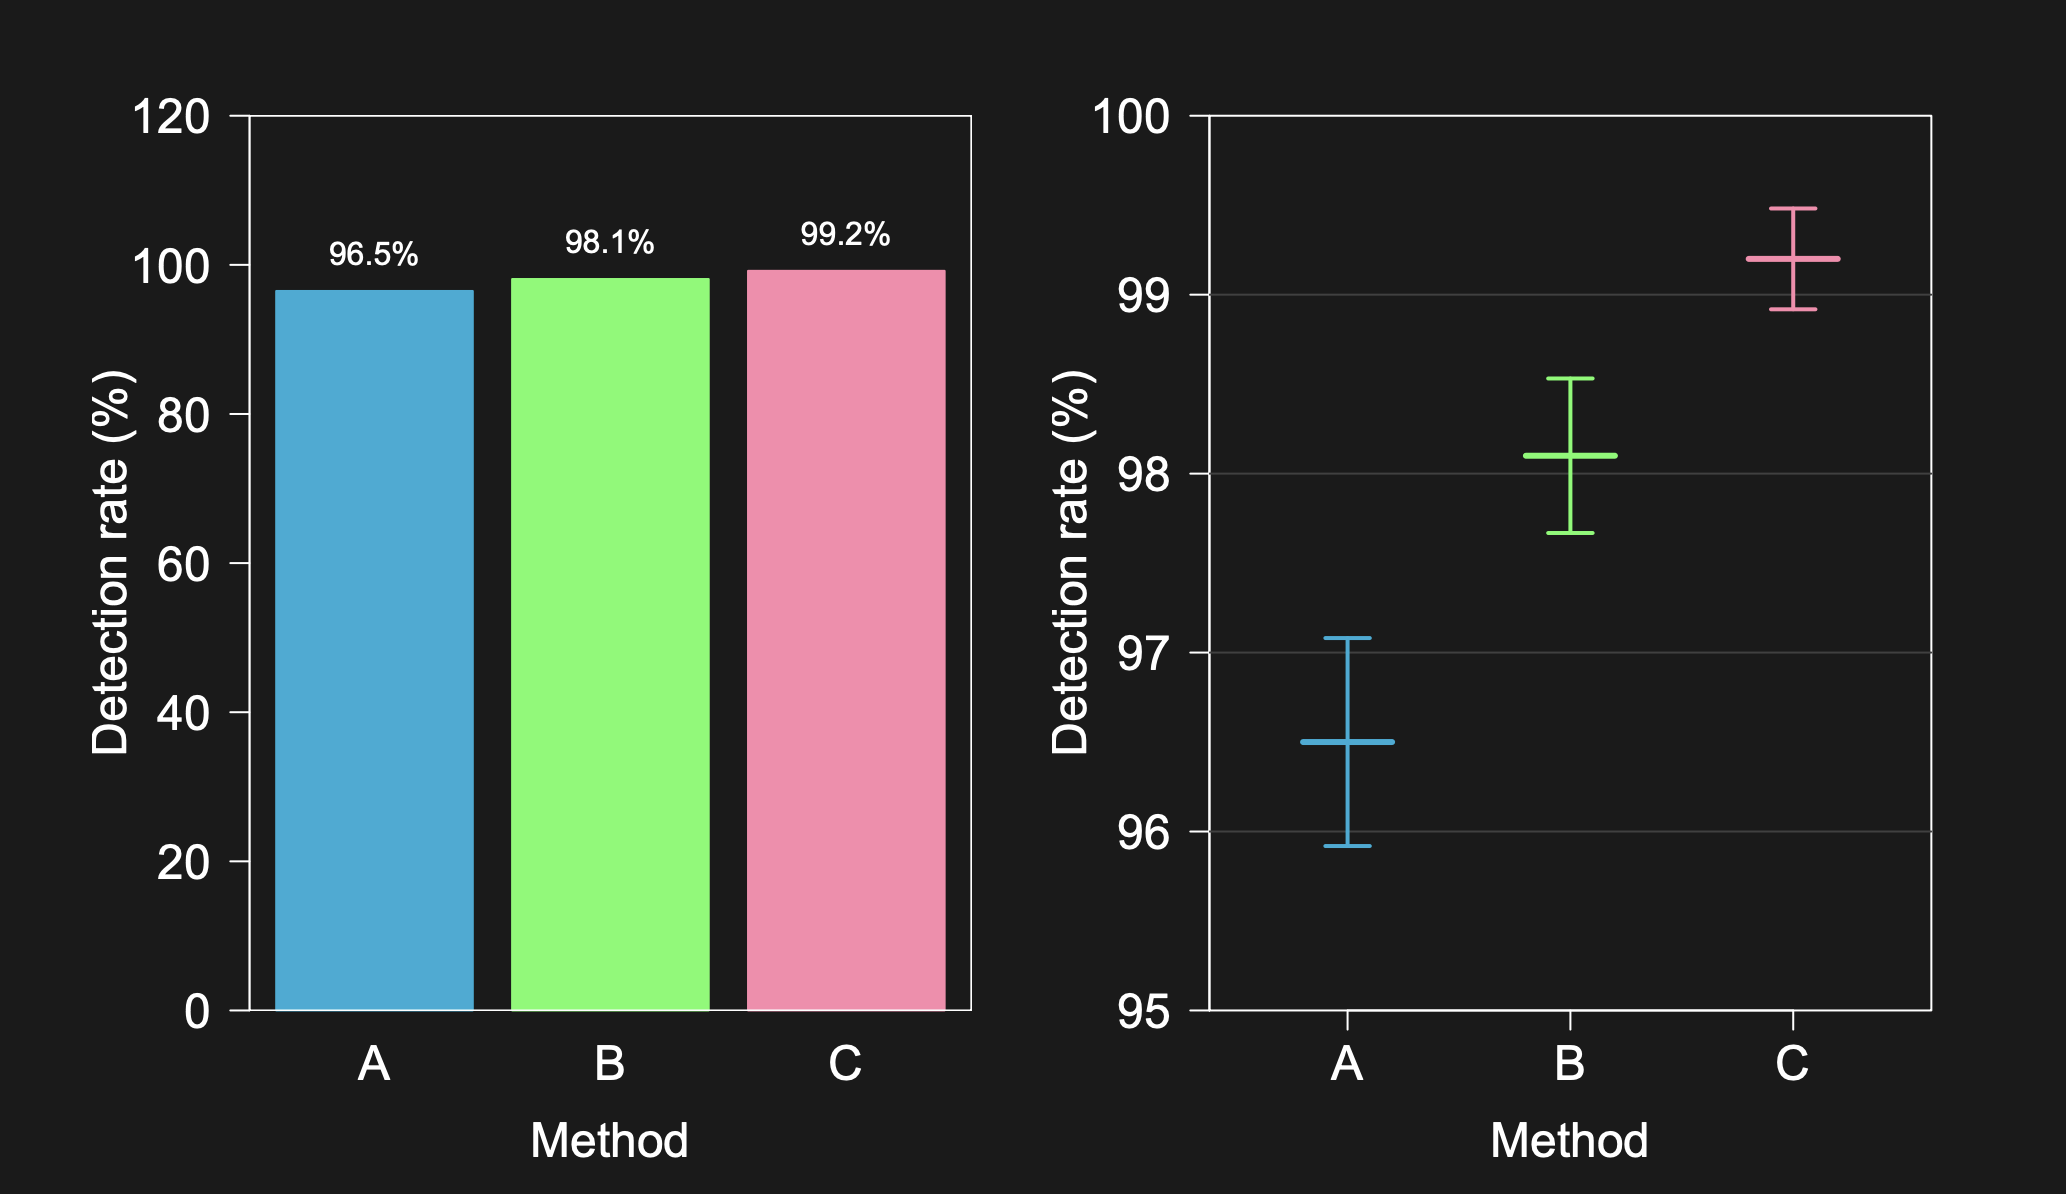 120
100
80
60
40
20
0
Detection rate (%)
96.5%
98.1%
99.2%
A B C
Method
100
99
98
97
96
95
Detection rate (%)
A B C
Method